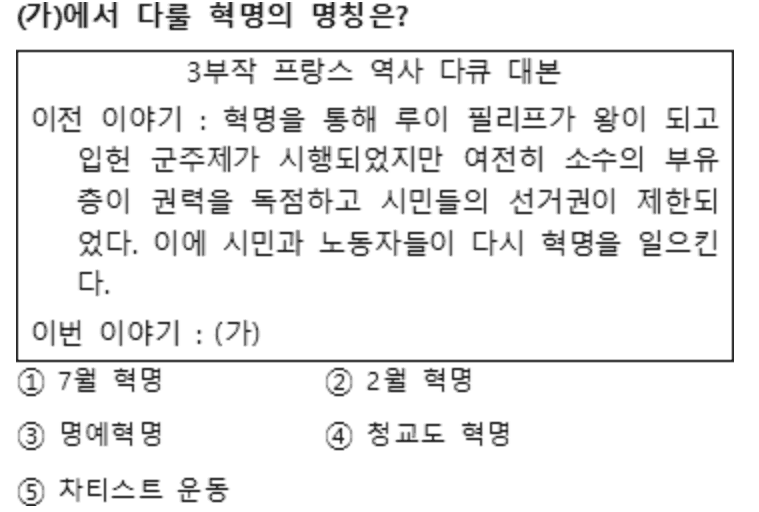 (가)에서 다룰 혁명의 명칭은?
3부작 프랑스 역사 다큐 대본
이전 이야기 : 혁명을 통해 루이 필리프가 왕이 되고
입헌 군주제가 시행되었지만 여전히 소수의 부유
층이 권력을 독점하고 시민들의 선거권이 제한되
었다. 이에 시민과 노동자들이 다시 혁명을 일으킨
다.
이번 이야기 : (가)
① 7월 혁명 ② 2월 혁명
③ 명예혁명 ④ 청교도 혁명
⑤ 차티스트 운동